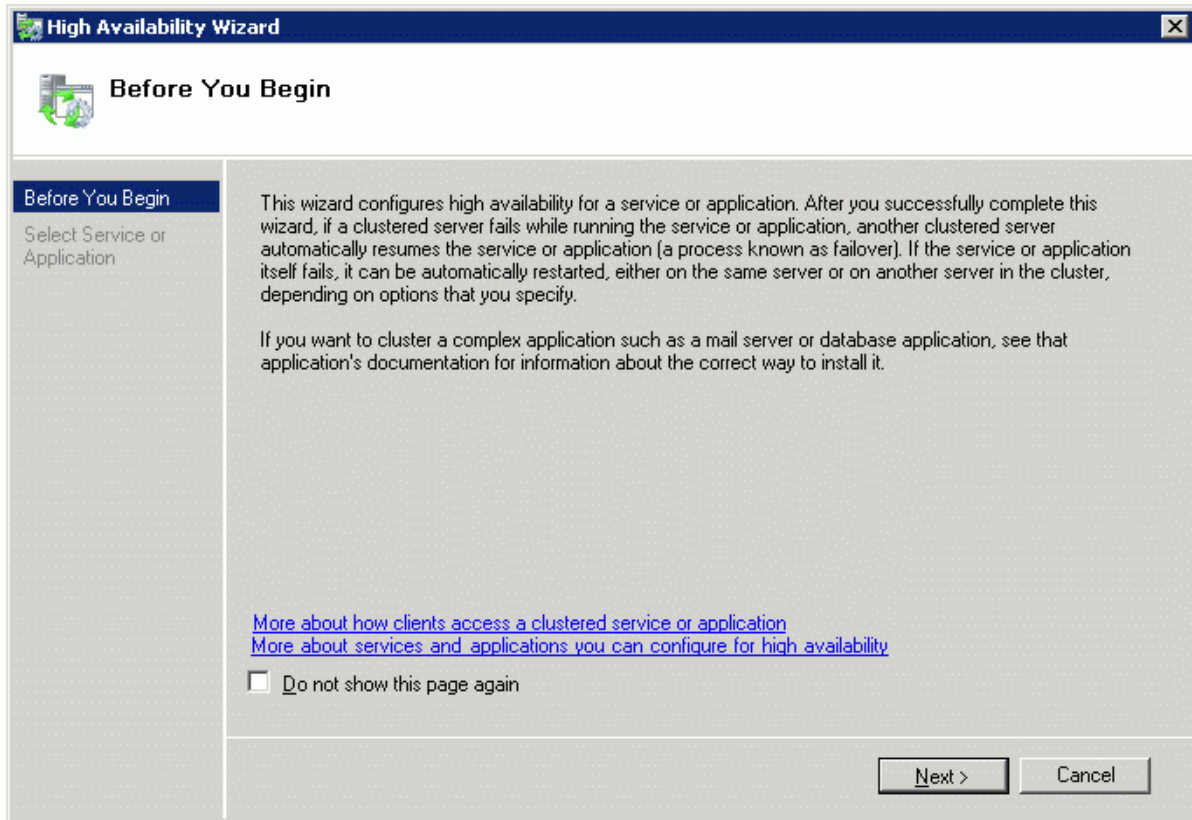 High Availability Wizard
Before You Begin
Before You Begin
Select Service or
Application
This wizard configures high availability for a service or application. After you successfully complete this
wizard, if a clustered server fails while running the service or application, another clustered server
automatically resumes the service or application (a process known as failover). If the service or application
itself fails, it can be automatically restarted, either on the same server or on another server in the cluster,
depending on options that you specify.
If you want to cluster a complex application such as a mail server or database application, see that
application's documentation for information about the correct way to install it.
More about how clients access a clustered service or application
More about services and applications you can configure for high availability
Do not show this page again
Next >
Cancel